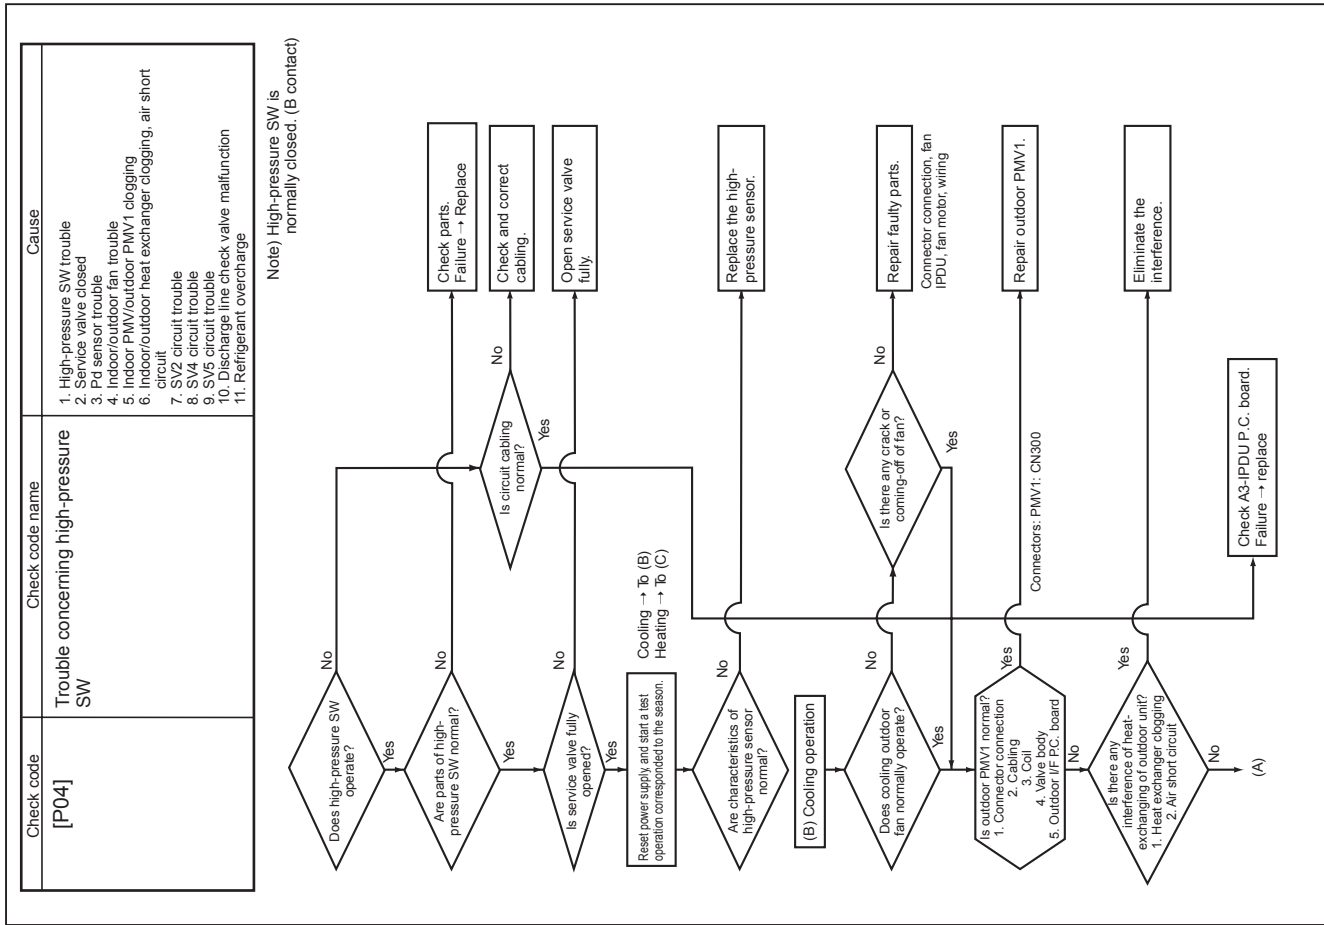 Check code
Check code name
Cause
[P04]
Trouble concerning high-pressure
SW
1. High-pressure SW trouble
2. Service valve closed
3. Pd sensor trouble
4. Indoor/outdoor fan trouble
5. Indoor PMV/outdoor PMV1 clogging
6. Indoor/outdoor heat exchanger clogging, air short
circuit
7. SV2 circuit trouble
8. SV4 circuit trouble
9. SV5 circuit trouble
10. Discharge line check valve malfunction
11. Refrigerant overcharge
Note) High-pressure SW is
normally closed. (B contact)
Does high-pressure SW
operate?
No
Yes
Is circuit cabling
normal?
No
Yes
Check and correct
cabling.
Are parts of high-
pressure SW normal?
No
Yes
Check parts.
Failure → Replace
Is service valve fully
opened?
No
Yes
Open service valve
fully.
Reset power supply, and start a test
operation corresponded to the season.
Cooling → To (B)
Heating → To (C)
Are characteristics of
high-pressure sensor
normal?
No
Replace the high-
pressure sensor.
(B) Cooling operation
Does cooling outdoor
fan normally operate?
No
Yes
Is there any crack or
coming-off of fan?
No
Yes
Repair faulty parts.
Connector connection, fan
IPDU, fan motor, wiring
Is outdoor PMV1 normal?
1. Connector connection
2. Cabling
3. Coil
4. Valve body
5. Outdoor I/F P.C. board
Yes
No
Connectors: PMV1: CN300
Repair outdoor PMV1.
Is there any
interference of heat-
exchanging of outdoor unit?
1. Heat exchanger clogging
2. Air short circuit
Yes
No
Eliminate the
interference.
Check A3-IPDU P.C. board.
Failure → replace
(A)